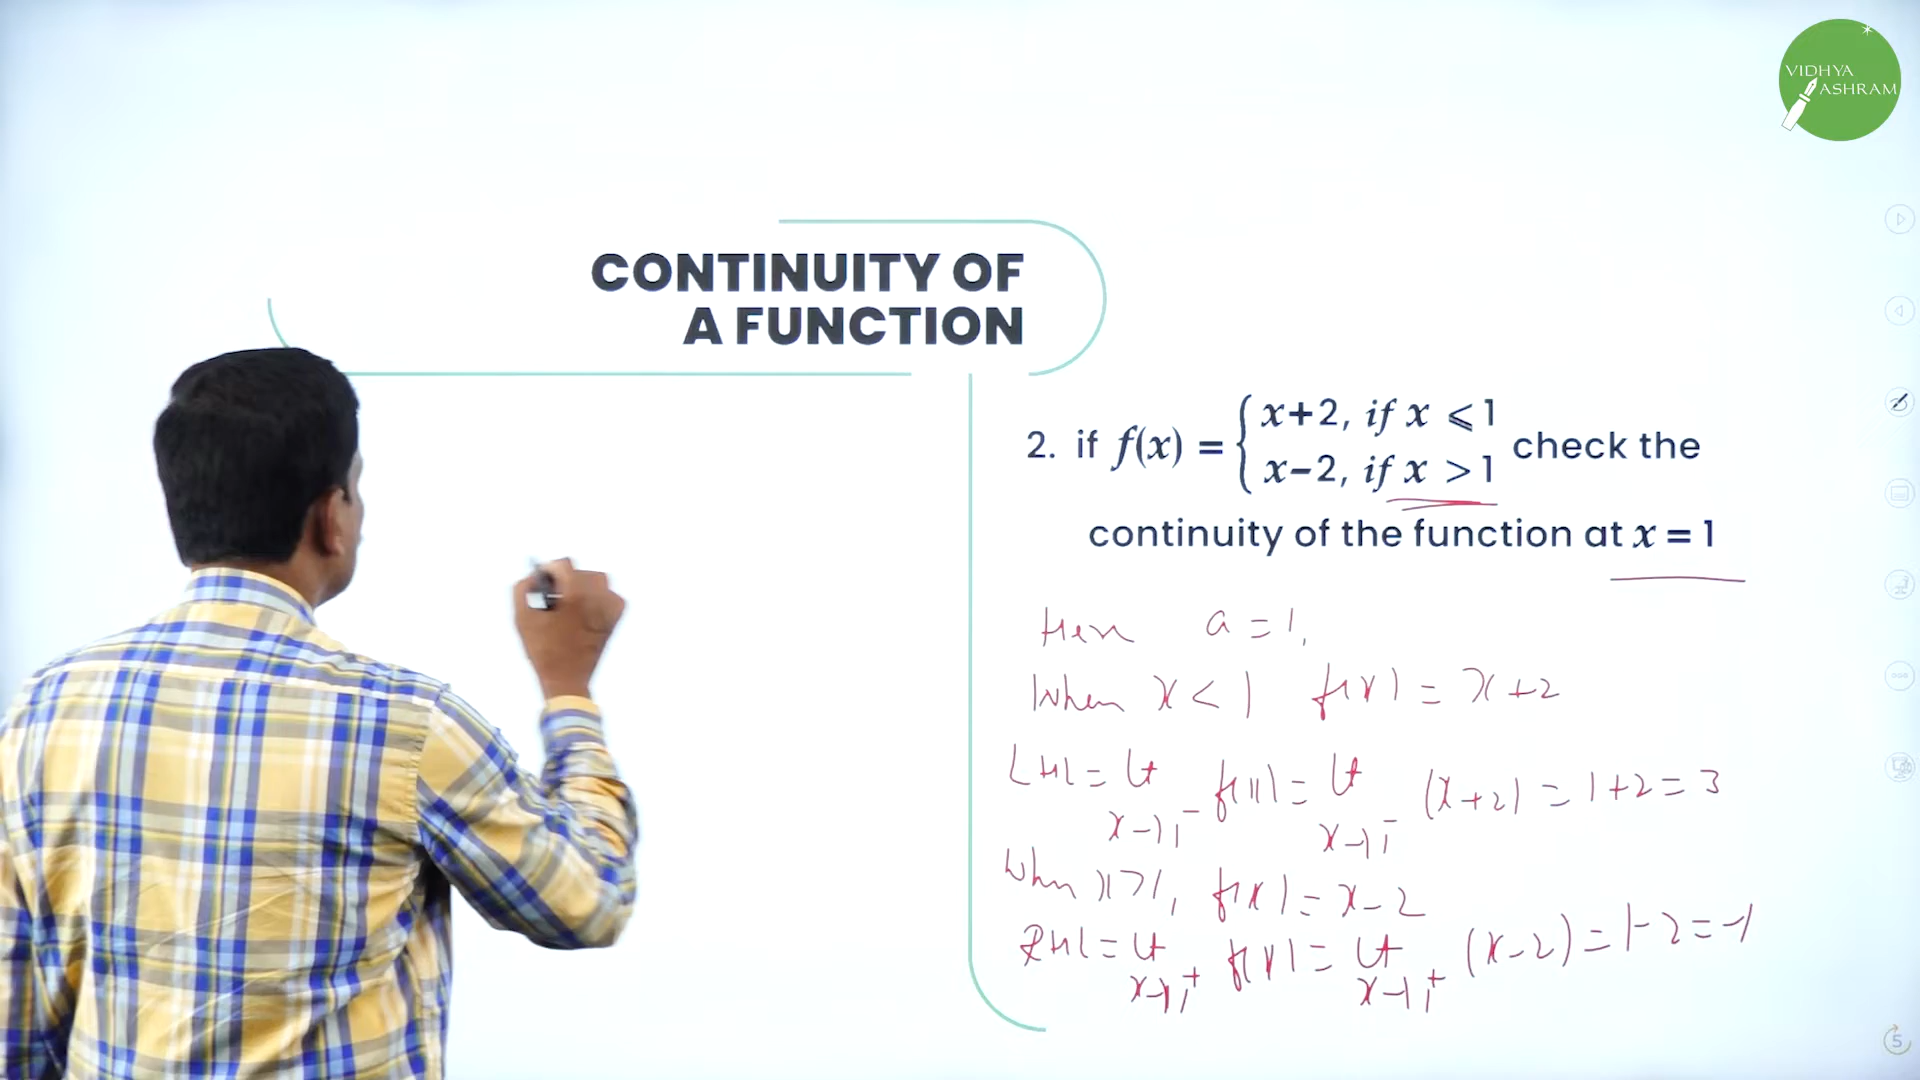 VIDHYA
ASHRAM
CONTINUITY OF
A FUNCTION
2. if f(x) = { x+2, if x ⩽ 1
x−2, if x > 1 check the
continuity of the function at x = 1
Here a = 1,
When x < 1 f(x) = x+2
LHL = Lt x→1⁻ f(x) = Lt x→1⁻ (x+2) = 1+2 = 3
When x>1, f(x) = x−2
RHL = Lt x→1⁺ f(x) = Lt x→1⁺ (x−2) = 1−2 = −1
5